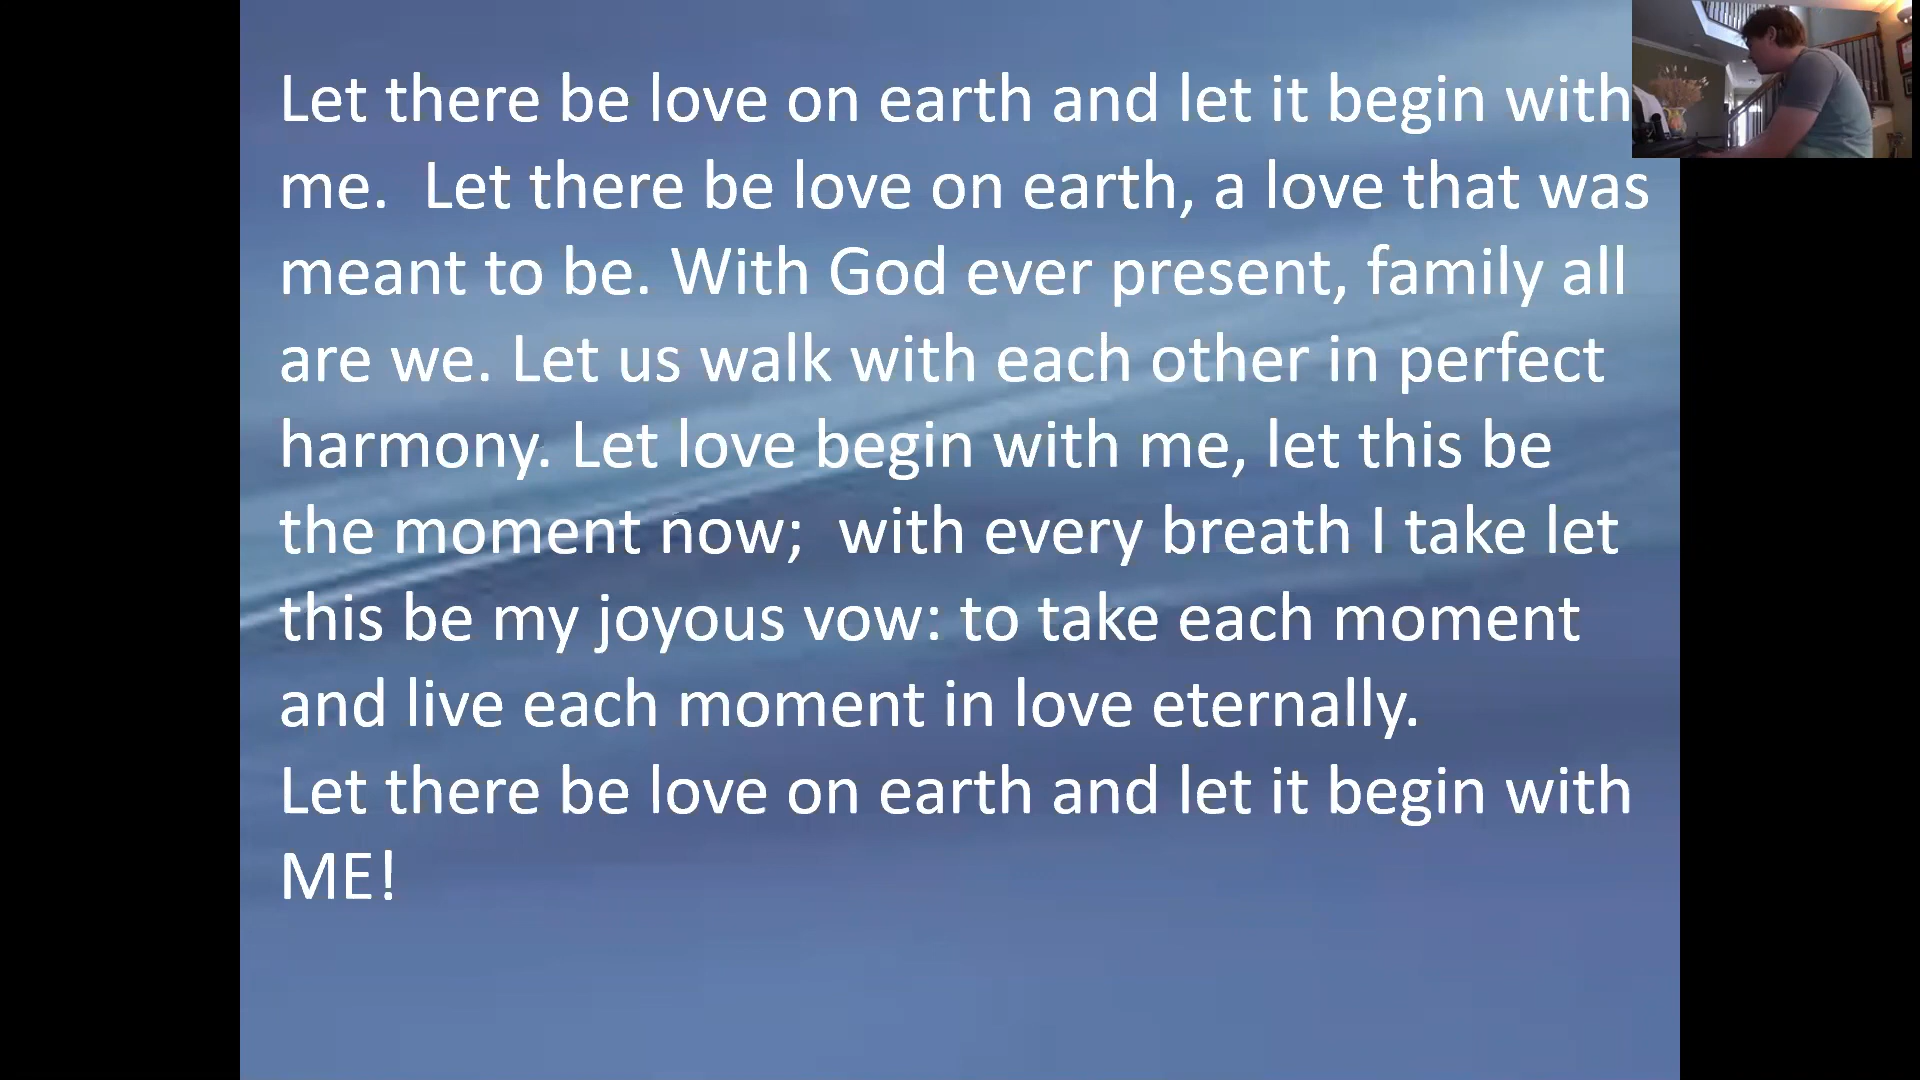 Let there be love on earth and let it begin with
me.  Let there be love on earth, a love that was
meant to be. With God ever present, family all
are we. Let us walk with each other in perfect
harmony. Let love begin with me, let this be
the moment now;  with every breath I take let
this be my joyous vow: to take each moment
and live each moment in love eternally.
Let there be love on earth and let it begin with
ME!